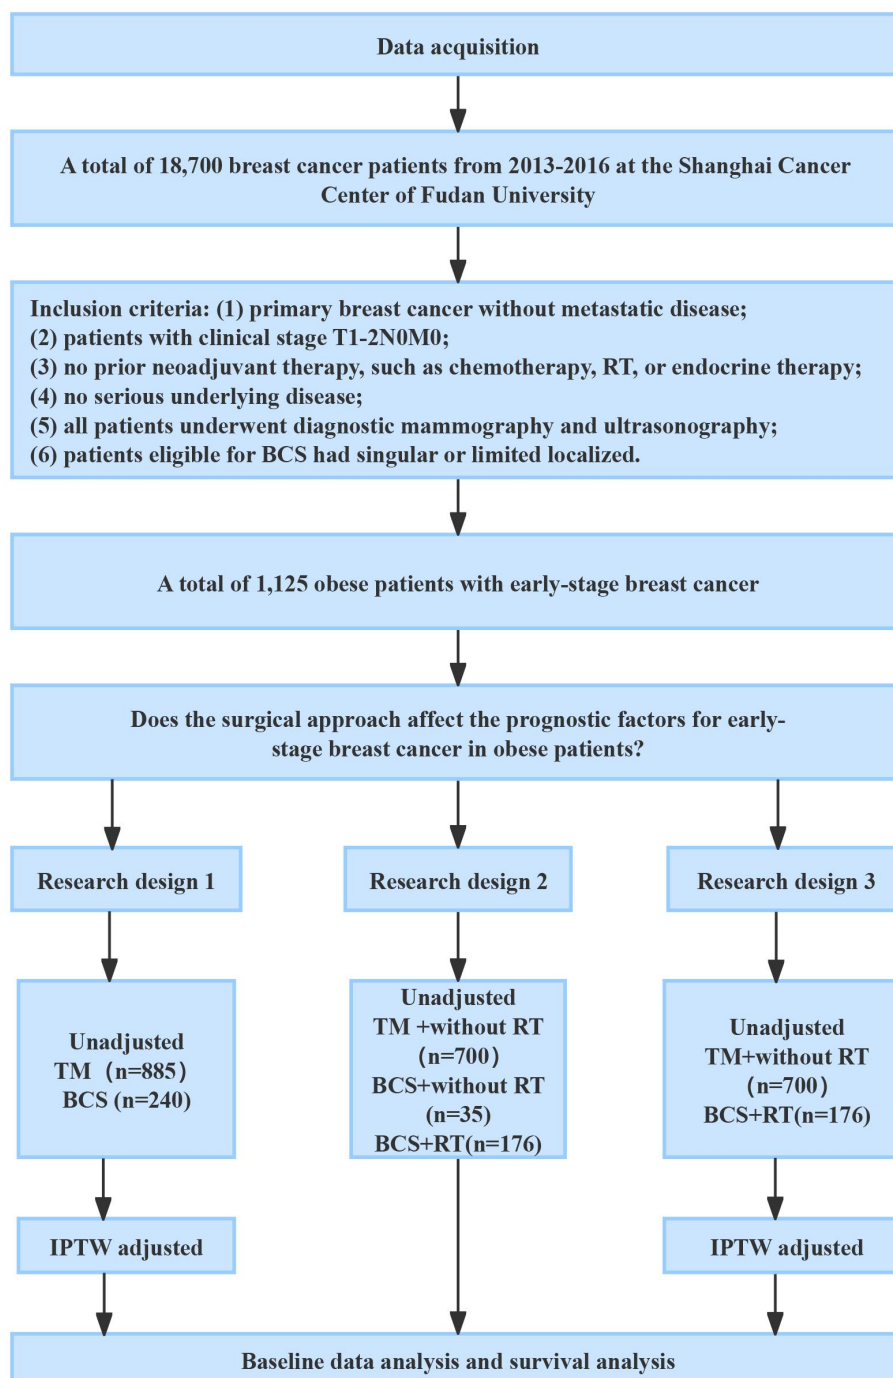 Data acquisition
A total of 18,700 breast cancer patients from 2013-2016 at the Shanghai Cancer
Center of Fudan University
Inclusion criteria: (1) primary breast cancer without metastatic disease;
(2) patients with clinical stage T1-2N0M0;
(3) no prior neoadjuvant therapy, such as chemotherapy, RT, or endocrine therapy;
(4) no serious underlying disease;
(5) all patients underwent diagnostic mammography and ultrasonography;
(6) patients eligible for BCS had singular or limited localized.
A total of 1,125 obese patients with early-stage breast cancer
Does the surgical approach affect the prognostic factors for early-
stage breast cancer in obese patients?
Research design 1
Research design 2
Research design 3
Unadjusted
TM（n=885）
BCS (n=240)
Unadjusted
TM +without RT
(n=700)
BCS+without RT
(n=35)
BCS+RT(n=176)
Unadjusted
TM+without RT
(n=700)
BCS+RT(n=176)
IPTW adjusted
IPTW adjusted
Baseline data analysis and survival analysis